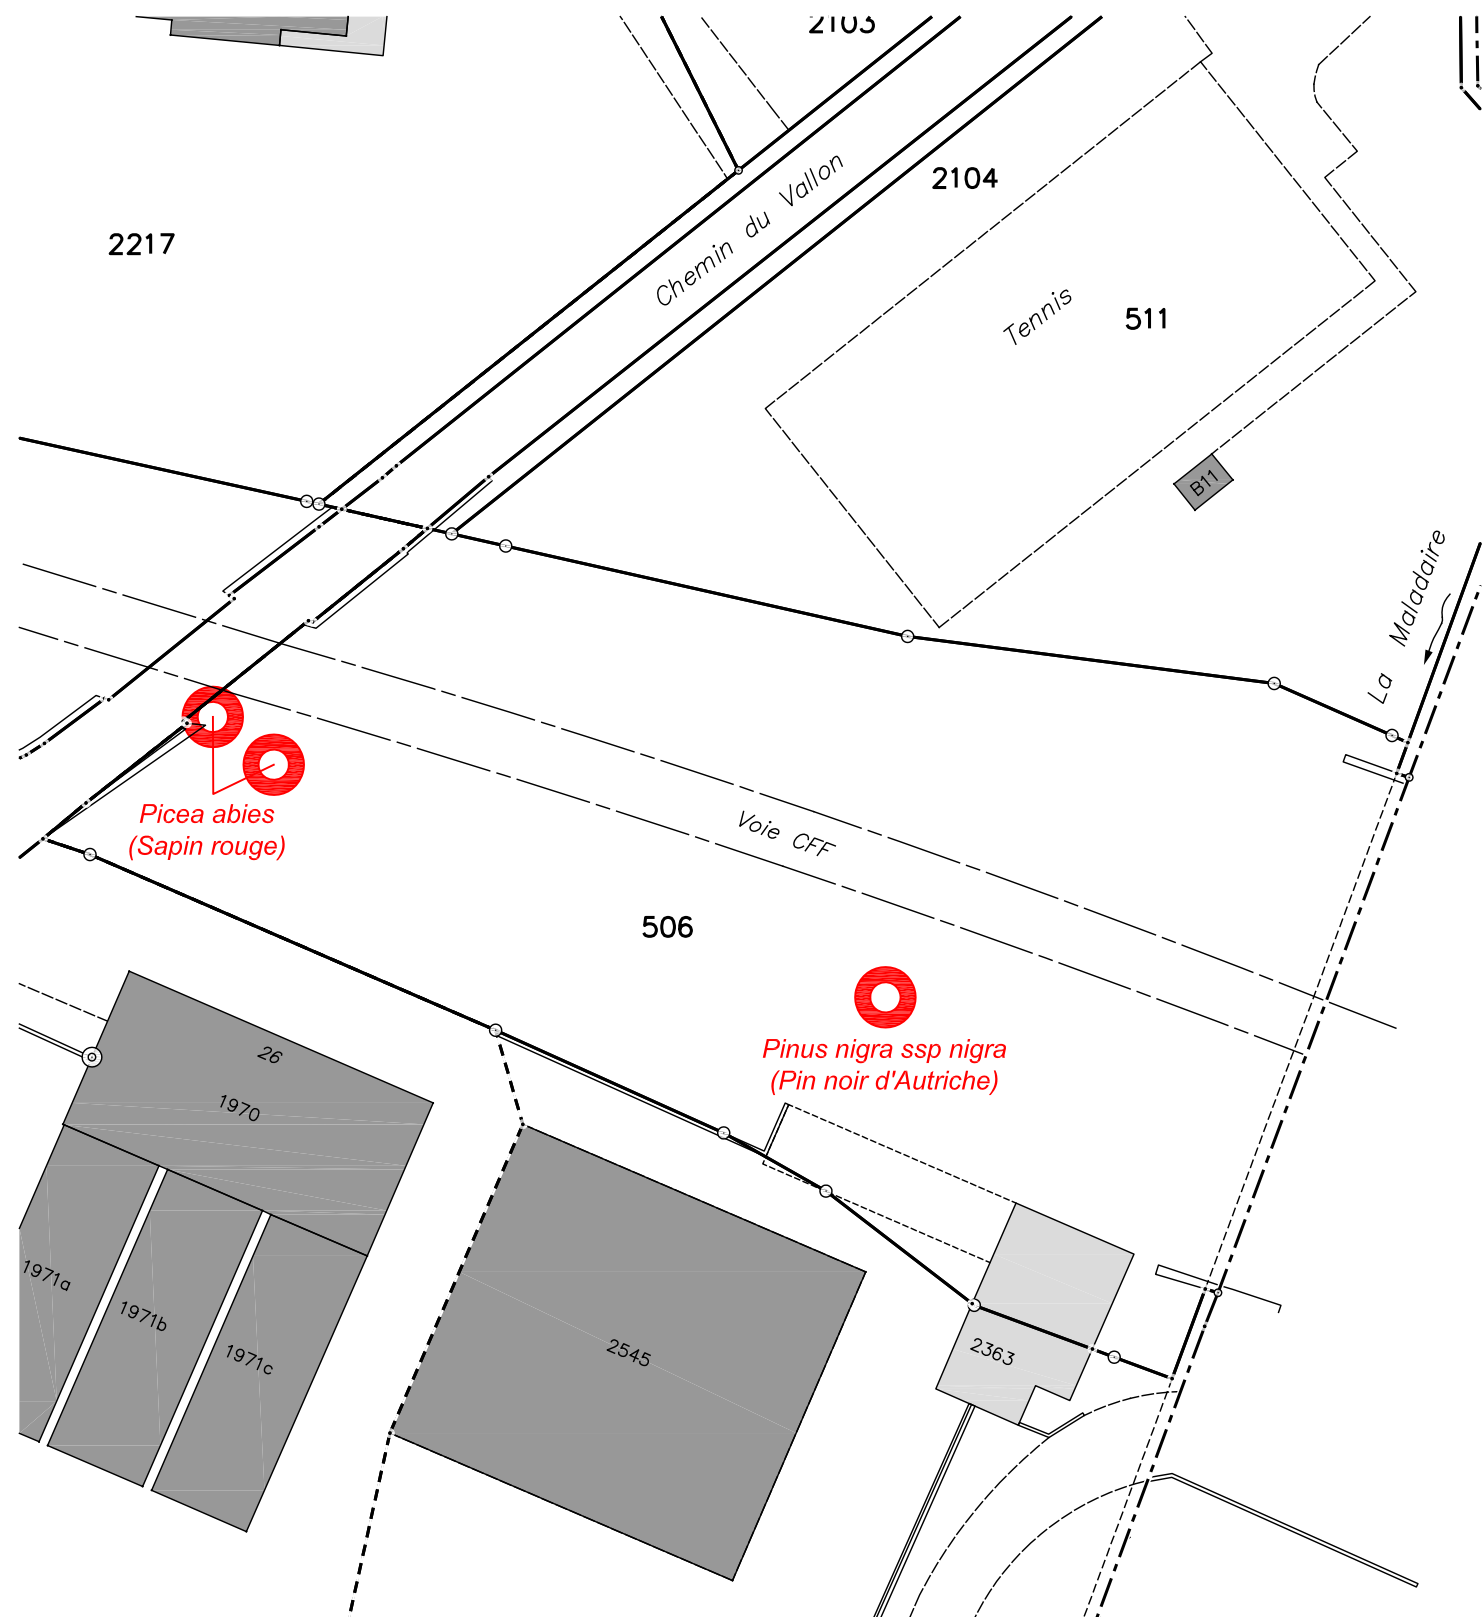 2103
2104
Chemin du Vallon
2217
Tennis
511
B11
La Maladaire
Picea abies
(Sapin rouge)
Voie CFF
506
Pinus nigra ssp nigra
(Pin noir d'Autriche)
26
1970
1971a
1971b
1971c
2545
2363